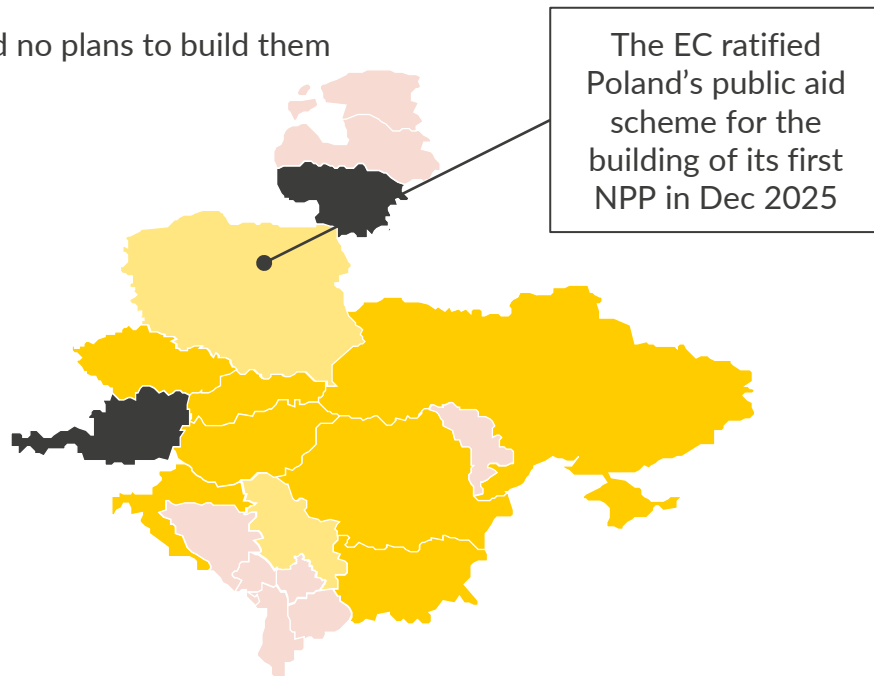 no plans to build them
The EC ratified
Poland's public aid
scheme for the
building of its first
NPP in Dec 2025